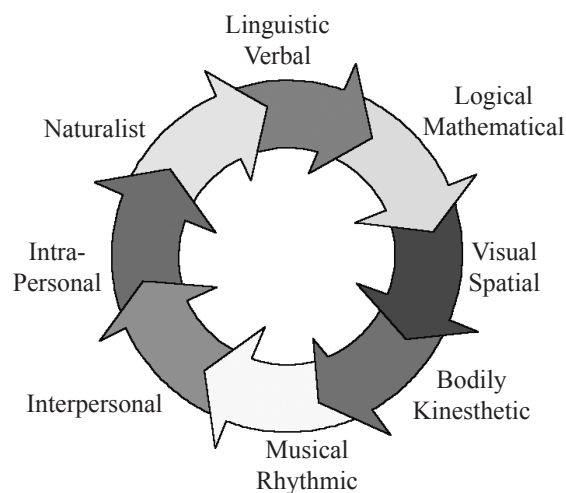 Linguistic
Verbal
Logical
Mathematical
Visual
Spatial
Bodily
Kinesthetic
Musical
Rhythmic
Interpersonal
Intra-
Personal
Naturalist